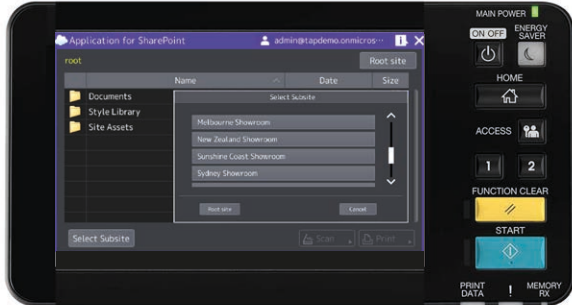 MAIN POWER
Application for SharePoint
admin@tapdemo.onmicros···
ON OFF
ENERGY SAVER
root
Root site
Name
Date
Size
HOME
Documents
Style Library
Site Assets
Select Subsite
Melbourne Showroom
New Zealand Showroom
Sunshine Coast Showroom
Sydney Showroom
Root site
Cancel
ACCESS
1
2
FUNCTION CLEAR
START
Select Subsite
Scan
Print
PRINT DATA
!
MEMORY RX